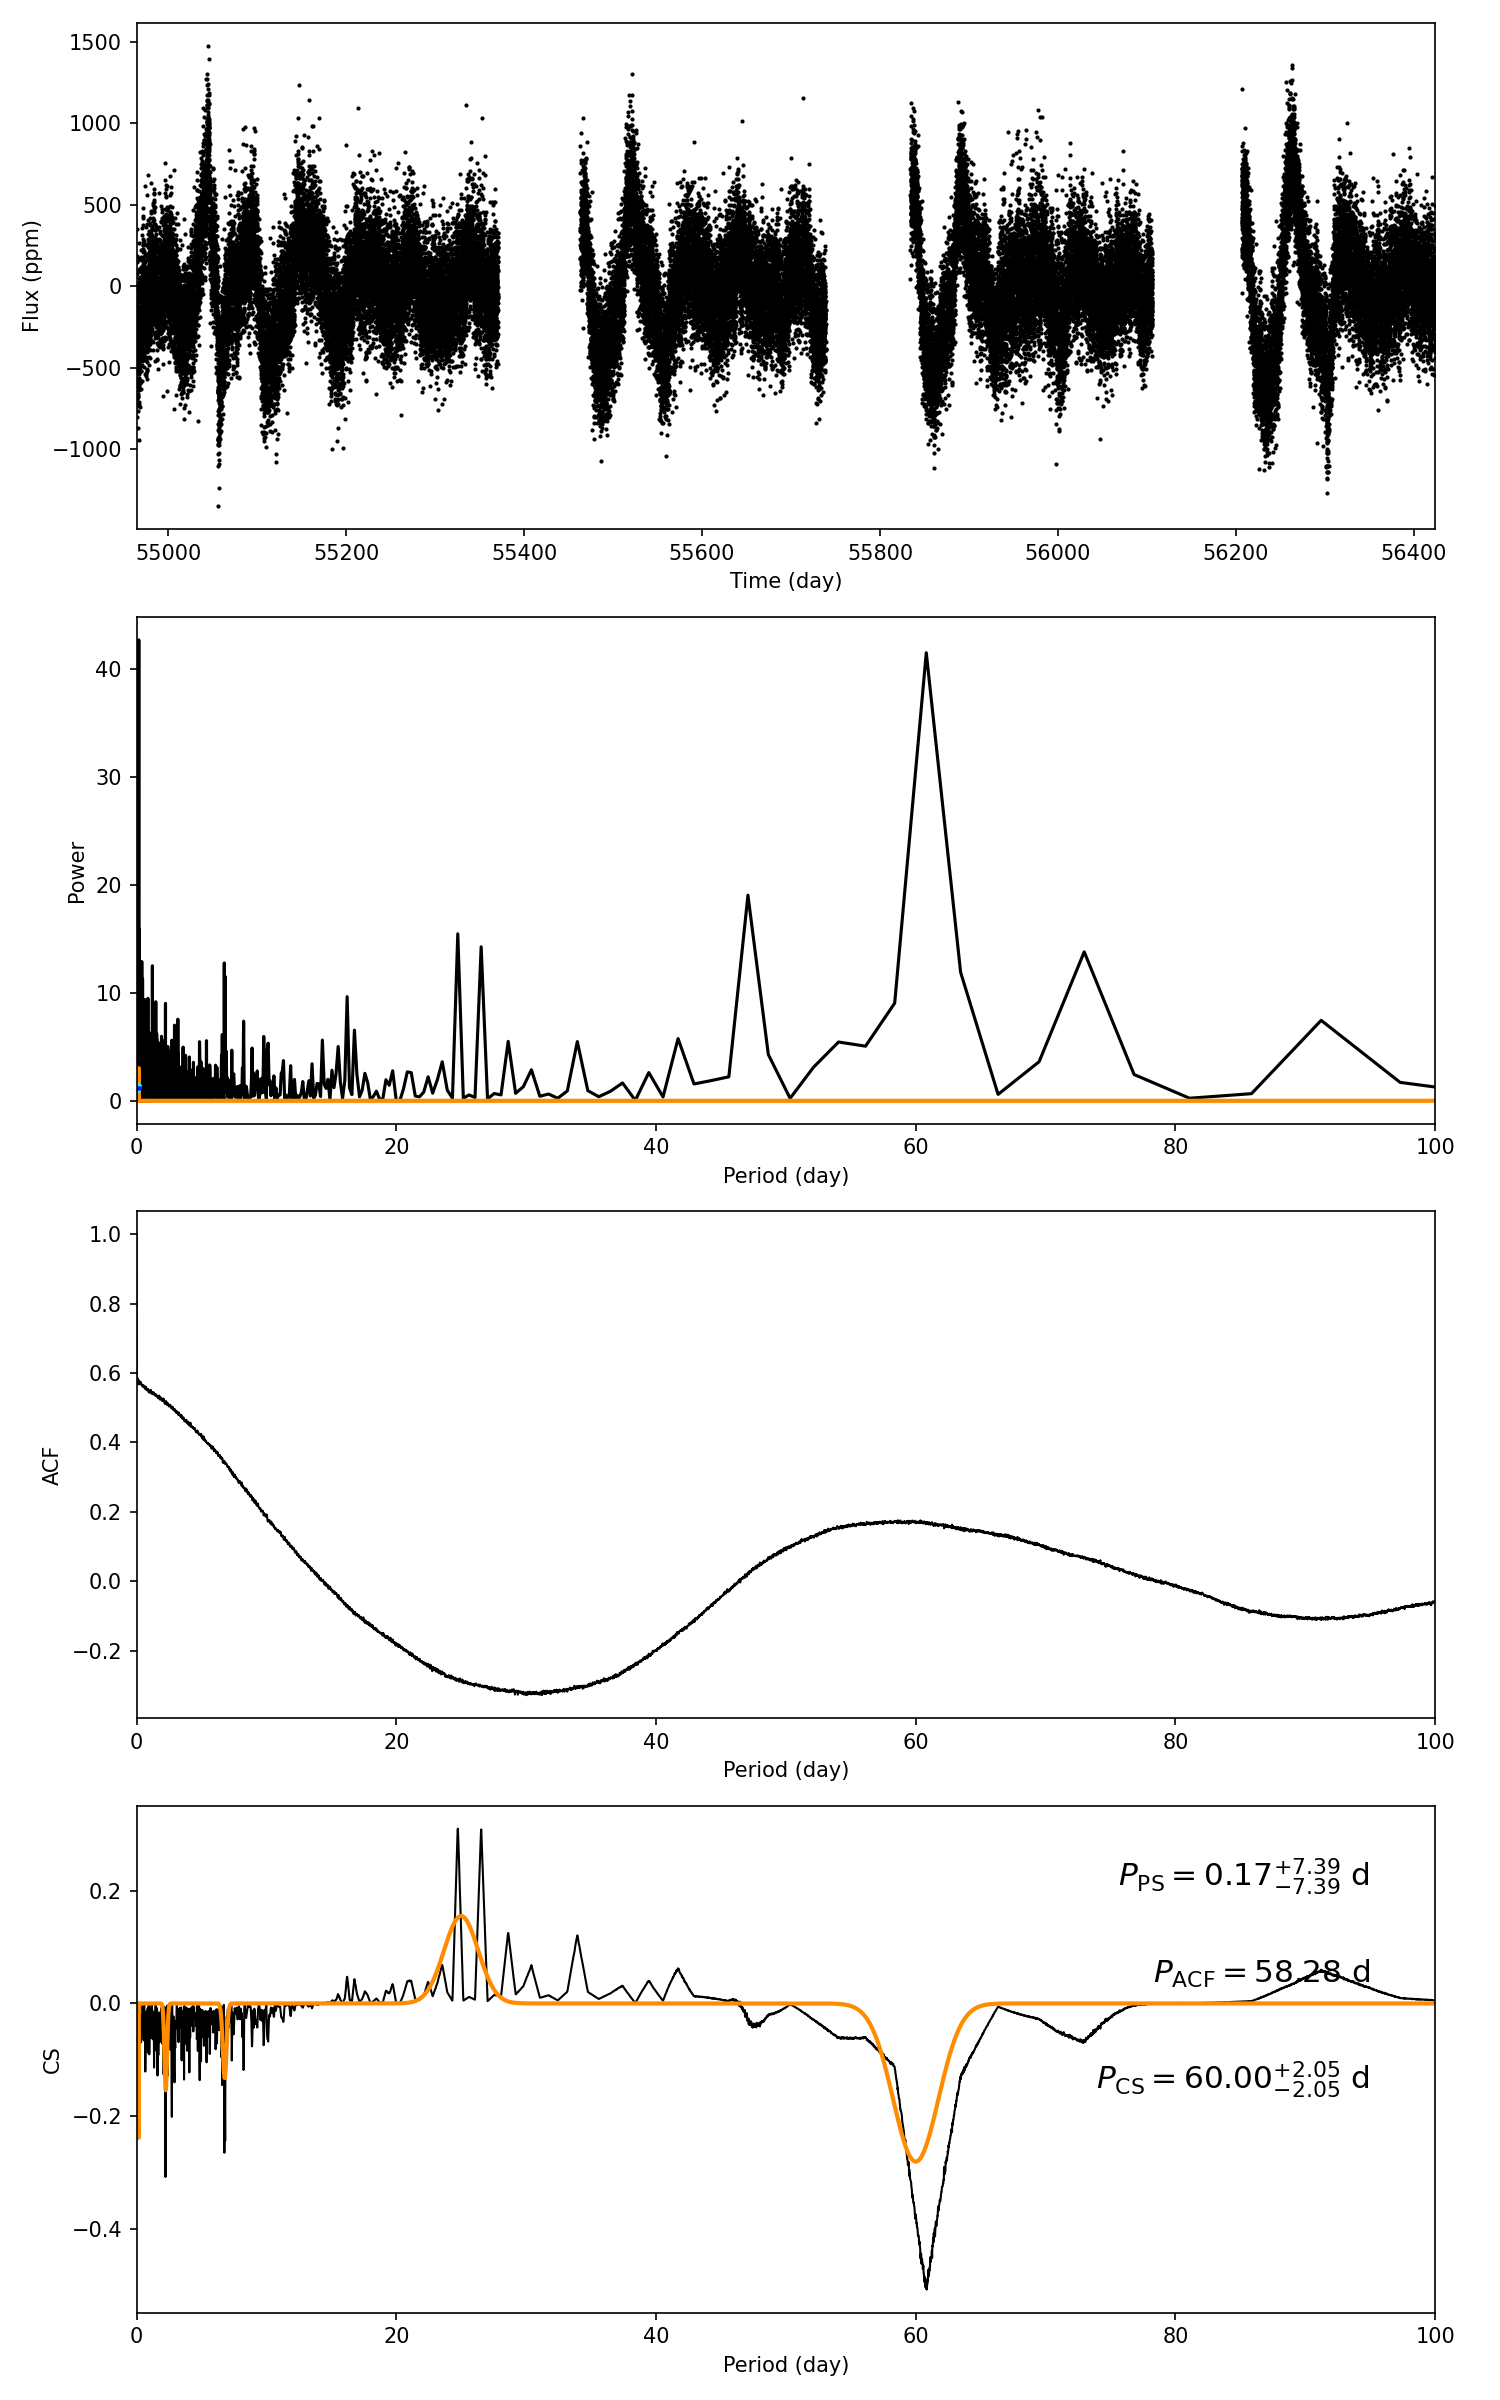 1500
1000
500
0
−500
−1000
Flux (ppm)
55000 55200 55400 55600 55800 56000 56200 56400
Time (day)
40
30
20
10
0
Power
0 20 40 60 80 100
Period (day)
1.0
0.8
0.6
0.4
0.2
0.0
−0.2
ACF
0 20 40 60 80 100
Period (day)
0.2
0.0
−0.2
−0.4
CS
P_PS = 0.17^{+7.39}_{−7.39} d
P_ACF = 58.28 d
P_CS = 60.00^{+2.05}_{−2.05} d
0 20 40 60 80 100
Period (day)